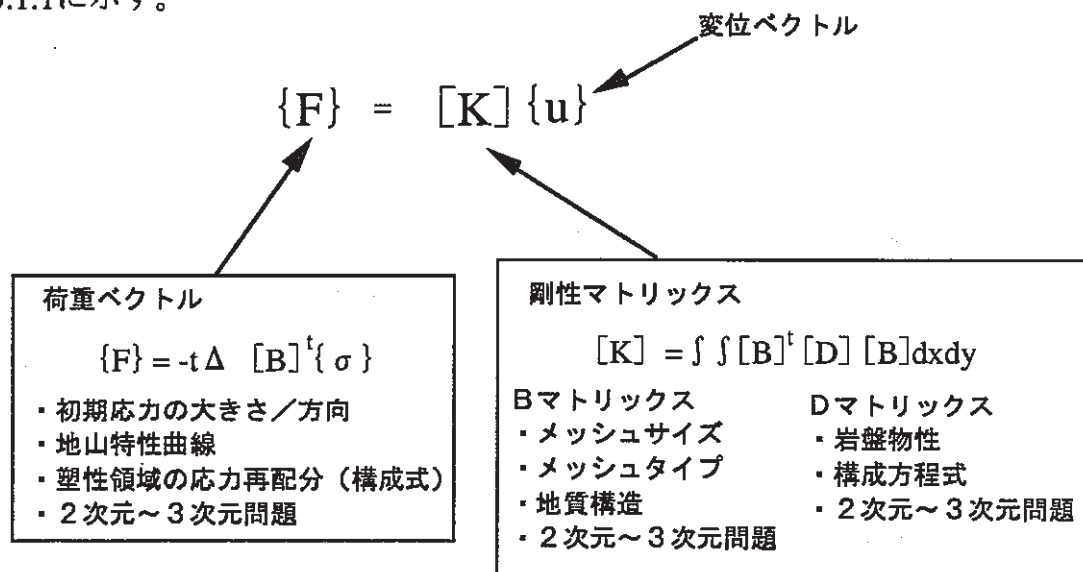 .1.1に示す。
変位ベクトル
{F} = [K]{u}
荷重ベクトル
{F}= -tΔ [B]^t{σ}
・初期応力の大きさ／方向
・地山特性曲線
・塑性領域の応力再配分（構成式）
・２次元～３次元問題
剛性マトリックス
[K] = ∫∫[B]^t[D][B]dxdy
Ｂマトリックス
・メッシュサイズ
・メッシュタイプ
・地質構造
・２次元～３次元問題
Ｄマトリックス
・岩盤物性
・構成方程式
・２次元～３次元問題